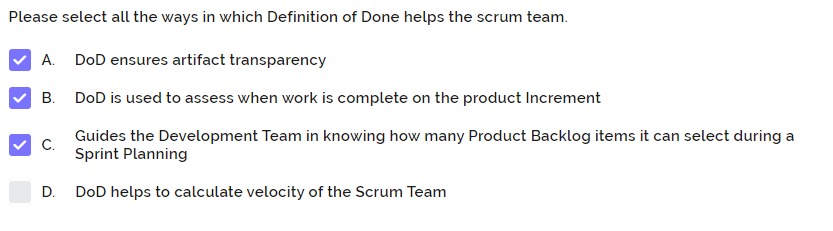 Please select all the ways in which Definition of Done helps the scrum team.
A. DoD ensures artifact transparency
B. DoD is used to assess when work is complete on the product Increment
C. Guides the Development Team in knowing how many Product Backlog items it can select during a
Sprint Planning
D. DoD helps to calculate velocity of the Scrum Team